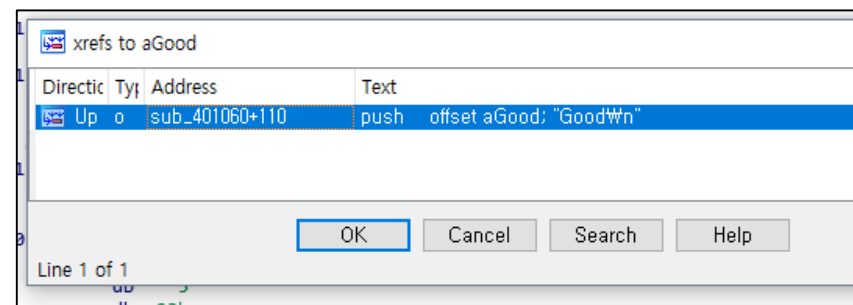 xrefs to aGood
Directic Typ Address Text
Up o sub_401060+110 push offset aGood; "Good₩n"
OK Cancel Search Help
Line 1 of 1